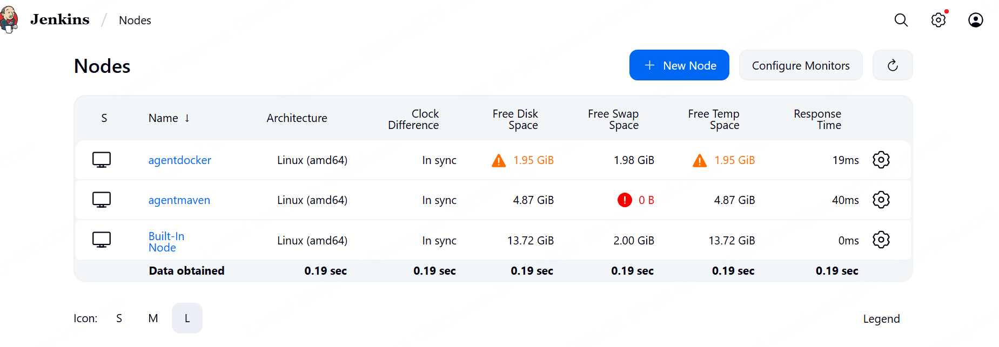 Jenkins / Nodes
Nodes
+ New Node
Configure Monitors
S
Name ↓
Architecture
Clock
Difference
Free Disk
Space
Free Swap
Space
Free Temp
Space
Response
Time
agentdocker Linux (amd64) In sync 1.95 GiB 1.98 GiB 1.95 GiB 19ms
agentmaven Linux (amd64) In sync 4.87 GiB 0 B 4.87 GiB 40ms
Built-In
Node
Linux (amd64) In sync 13.72 GiB 2.00 GiB 13.72 GiB 0ms
Data obtained 0.19 sec 0.19 sec 0.19 sec 0.19 sec 0.19 sec 0.19 sec
Icon: S M L
Legend